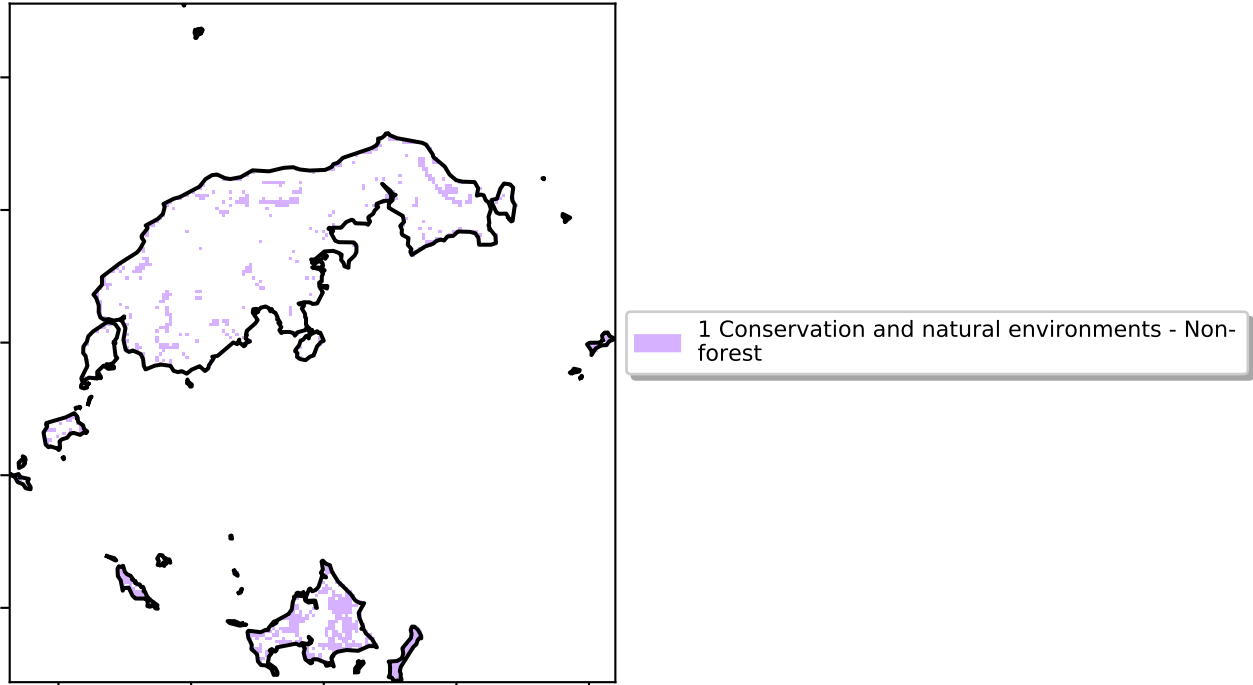 1 Conservation and natural environments - Non-
forest